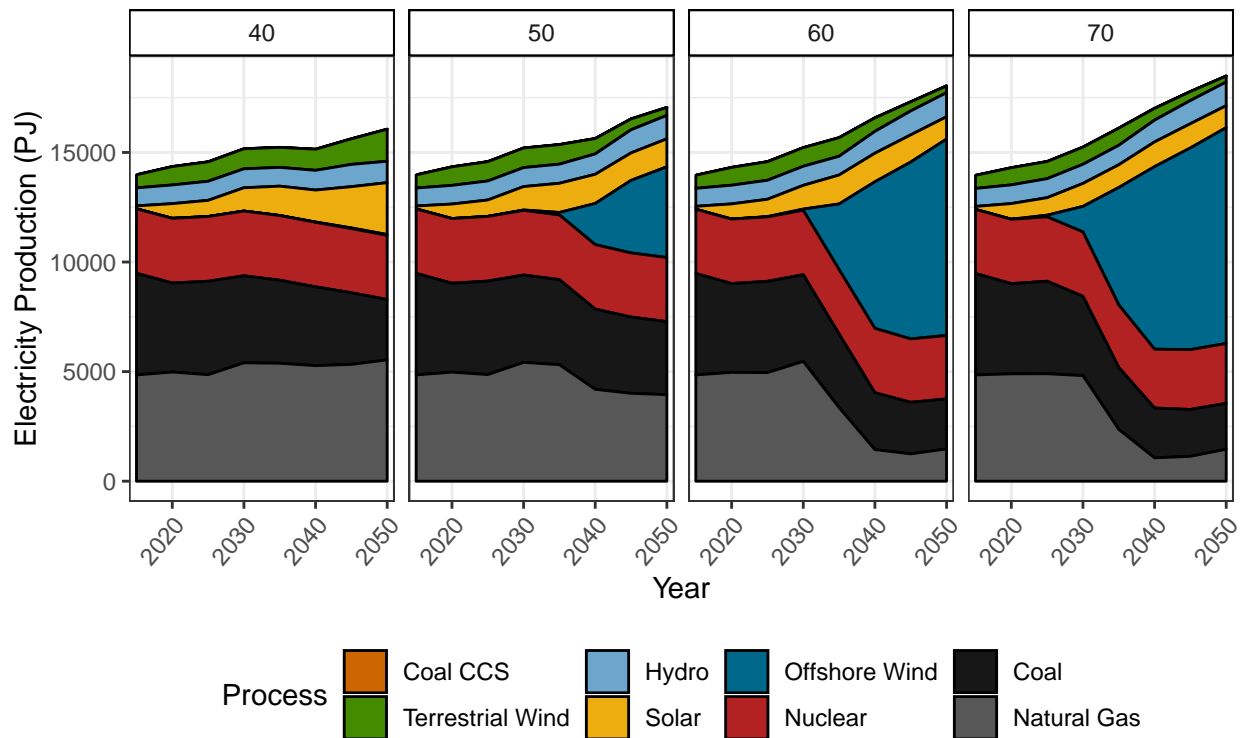 40 50 60 70
Electricity Production (PJ)
15000
10000
5000
0
2020 2030 2040 2050 2020 2030 2040 2050 2020 2030 2040 2050 2020 2030 2040 2050
Year
Process
Coal CCS Hydro Offshore Wind Coal
Terrestrial Wind Solar Nuclear Natural Gas